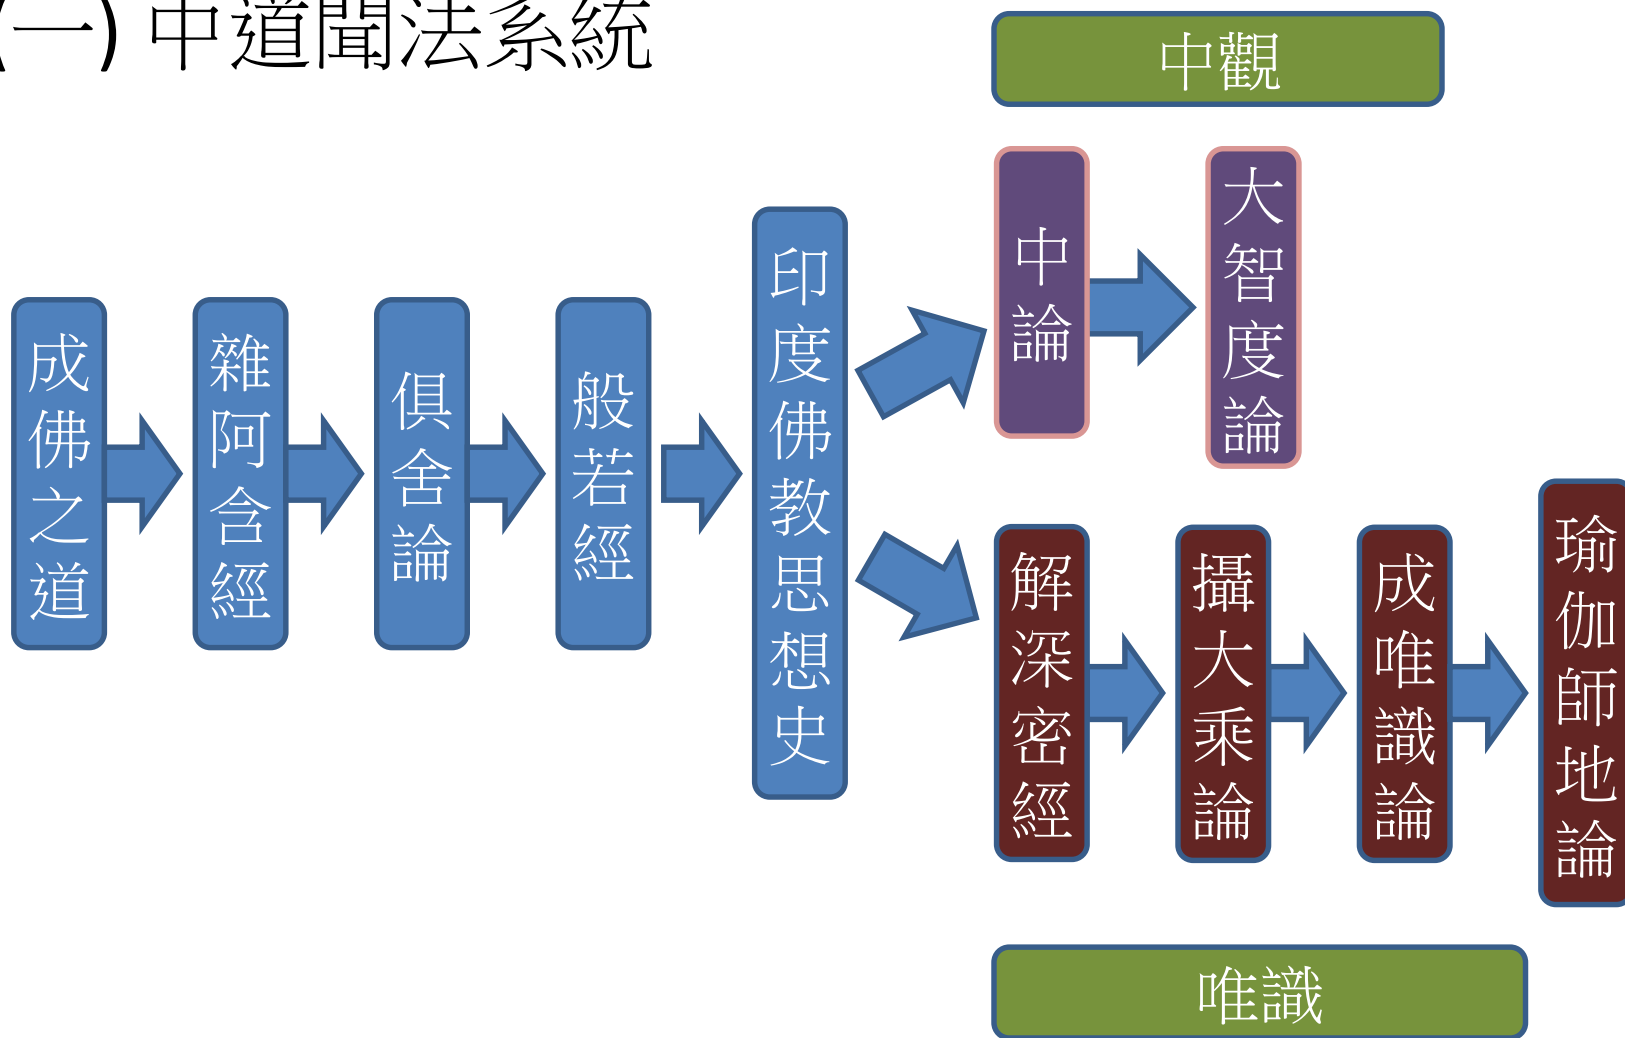 (一) 中道聞法系統
中觀
成佛之道
雜阿含經
俱舍論
般若經
印度佛教思想史
中論
大智度論
解深密經
攝大乘論
成唯識論
瑜伽師地論
唯識